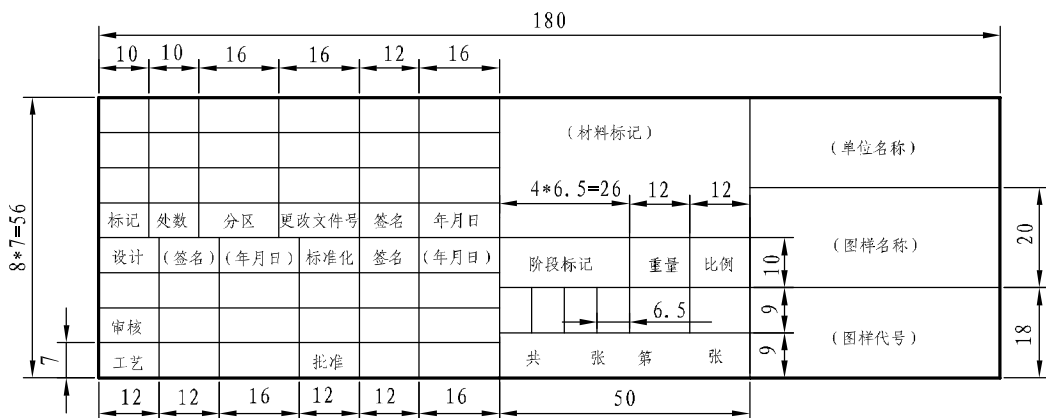 180
10 10 16 16 12 16
(材料标记)
(单位名称)
4*6.5=26 12 12
8*7=56
标记 处数 分区 更改文件号 签名 年月日
(图样名称)
20
设计 (签名) (年月日) 标准化 签名 (年月日)
阶段标记 重量 比例
10
6.5
9
审核
(图样代号)
18
7
工艺 批准
共 张 第 张
9
12 12 16 12 12 16 50